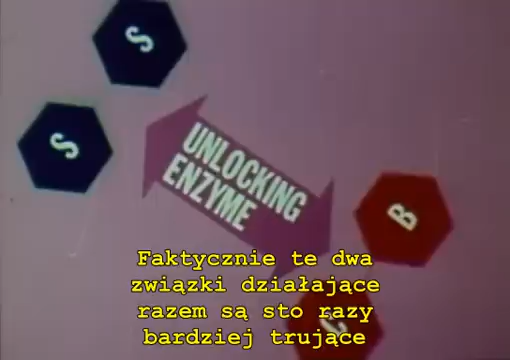 S
S
UNLOCKING
ENZYME
B
Faktycznie te dwa
związki działające
razem są sto razy
bardziej trujące